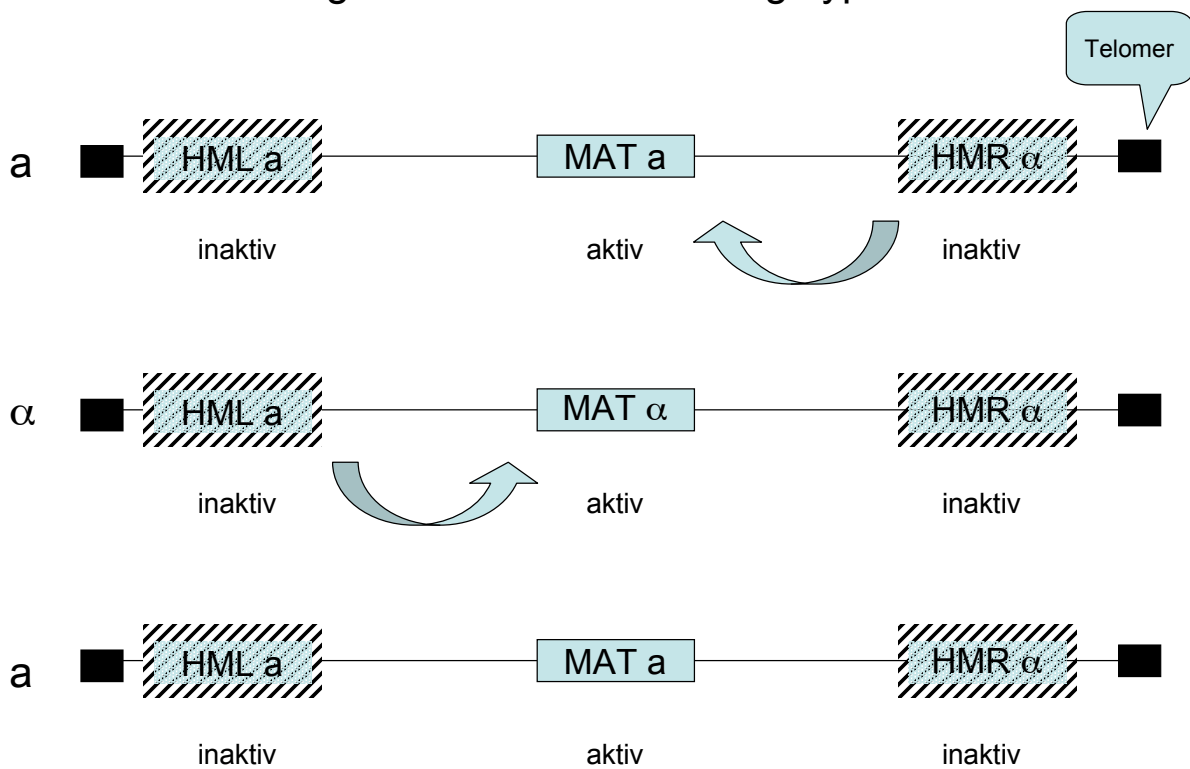 Telomer
a
HML a
MAT a
HMR α
inaktiv
aktiv
inaktiv
α
HML a
MAT α
HMR α
inaktiv
aktiv
inaktiv
a
HML a
MAT a
HMR α
inaktiv
aktiv
inaktiv